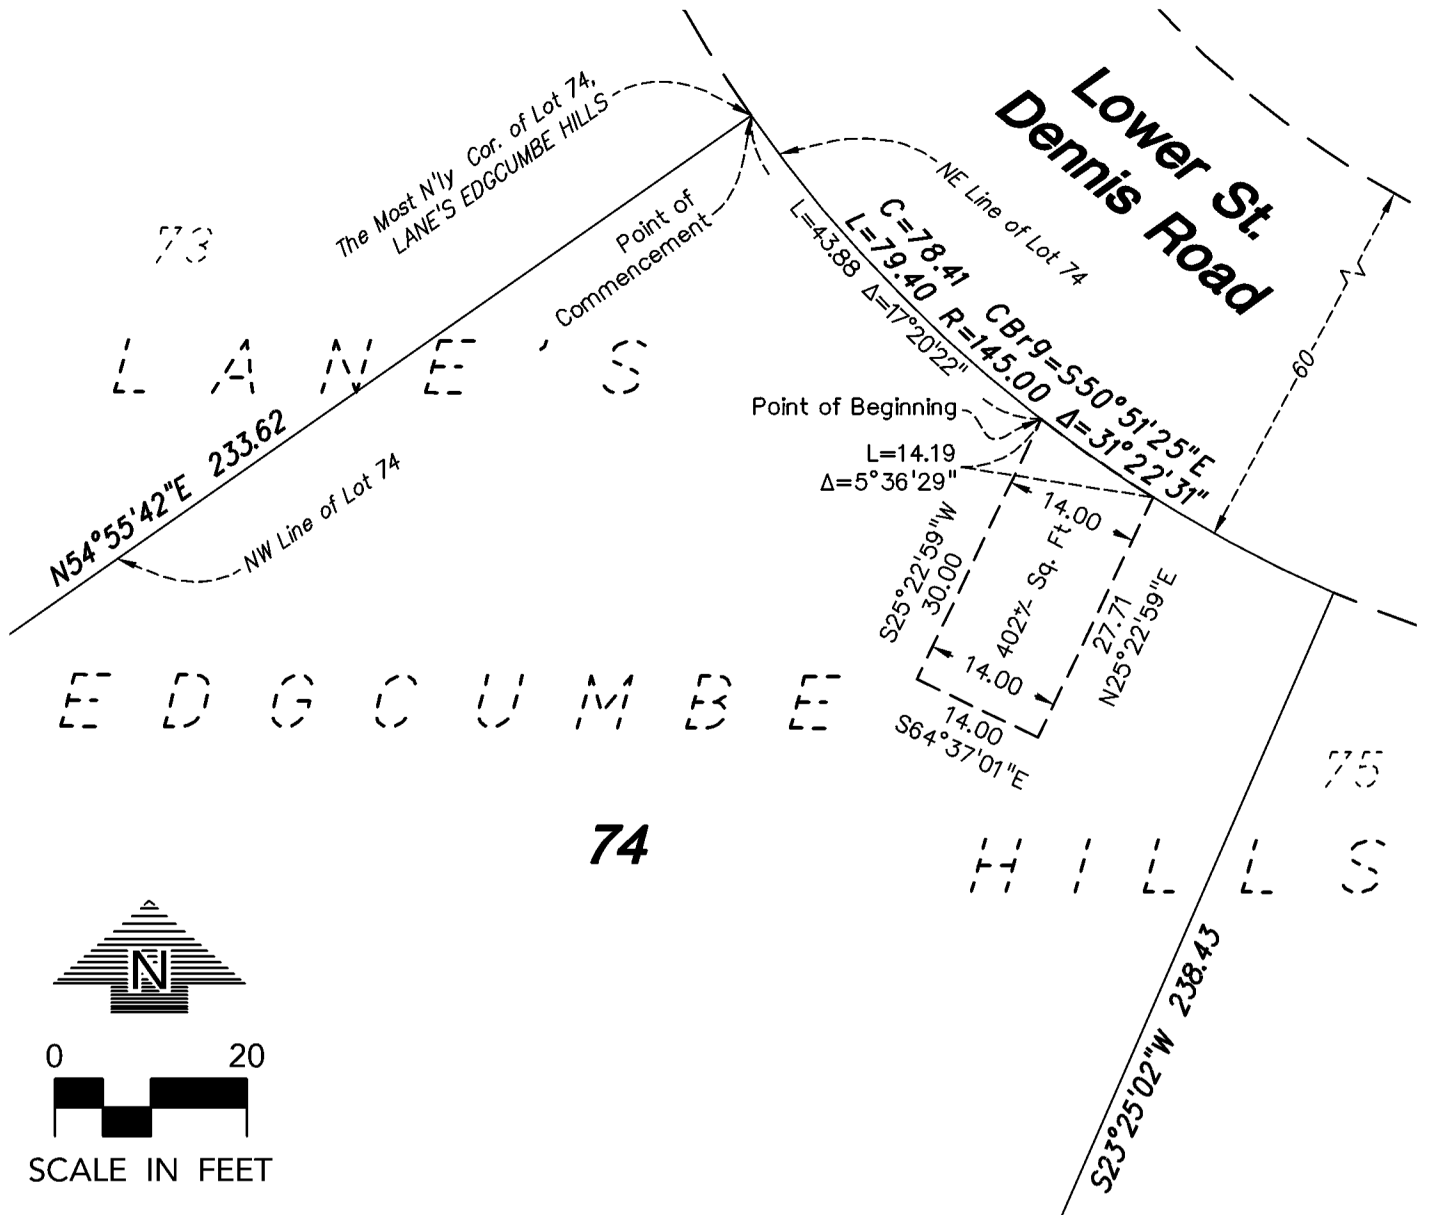 Lower St.
Dennis Road
The Most N'ly Cor. of Lot 74,
LANE'S EDGCUMBE HILLS
NE Line of Lot 74
73
Point of
Commencement
C=78.41 CBrg=S50°51'25"E
L=79.40 R=145.00 Δ=31°22'31"
L=43.88 Δ=17°20'22"
60
LANE'S
N54°55'42"E 233.62
NW Line of Lot 74
Point of Beginning
L=14.19
Δ=5°36'29"
14.00
S25°22'59"W
30.00
402+/- Sq. Ft.
27.71
N25°22'59"E
14.00
14.00
S64°37'01"E
EDGCUMBE
75
74
HILLS
N
S23°25'02"W 238.43
0 20
SCALE IN FEET